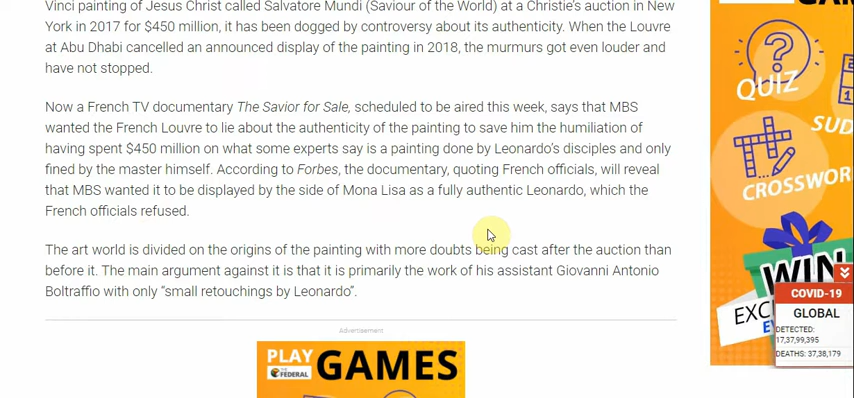 Vinci painting of Jesus Christ called Salvatore Mundi (Saviour of the World) at a Christie's auction in New
York in 2017 for $450 million, it has been dogged by controversy about its authenticity. When the Louvre
at Abu Dhabi cancelled an announced display of the painting in 2018, the murmurs got even louder and
have not stopped.
Now a French TV documentary The Savior for Sale, scheduled to be aired this week, says that MBS
wanted the French Louvre to lie about the authenticity of the painting to save him the humiliation of
having spent $450 million on what some experts say is a painting done by Leonardo's disciples and only
fined by the master himself. According to Forbes, the documentary, quoting French officials, will reveal
that MBS wanted it to be displayed by the side of Mona Lisa as a fully authentic Leonardo, which the
French officials refused.
The art world is divided on the origins of the painting with more doubts being cast after the auction than
before it. The main argument against it is that it is primarily the work of his assistant Giovanni Antonio
Boltraffio with only “small retouchings by Leonardo”.
Advertisement
PLAY
THE
FEDERAL
GAMES
QUIZ
SUD
CROSSWOR
WIN
EXC
COVID-19
GLOBAL
DETECTED:
17,37,99,395
DEATHS: 37,38,179